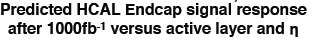 Predicted HCAL Endcap signal response
after 1000fb⁻¹ versus active layer and η